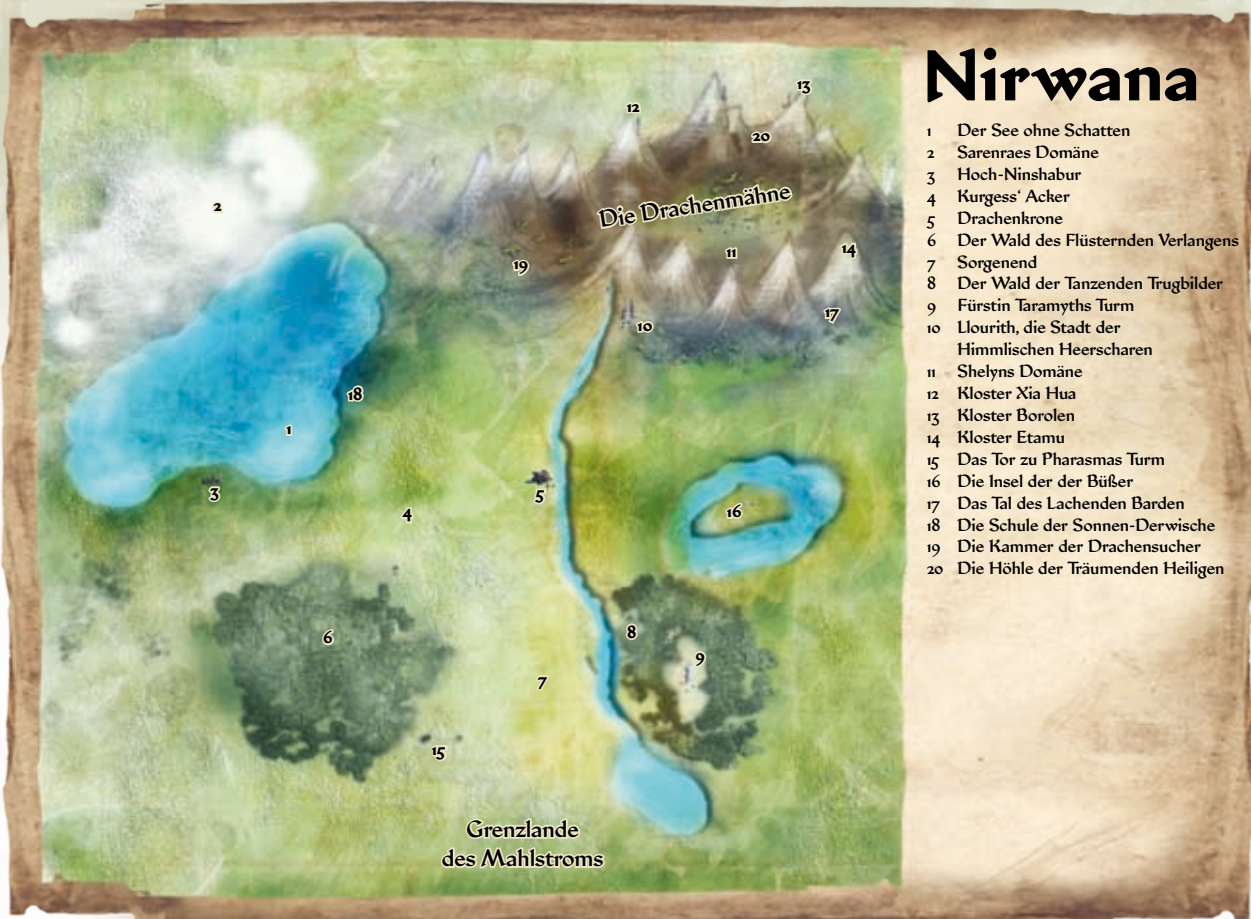 Nirwana
1 Der See ohne Schatten
2 Sarenraes Domäne
3 Hoch-Ninshabur
4 Kurgess‘ Acker
5 Drachenkrone
6 Der Wald des Flüsternden Verlangens
7 Sorgenend
8 Der Wald der Tanzenden Trugbilder
9 Fürstin Taramyths Turm
10 Llourith, die Stadt der
Himmlischen Heerscharen
11 Shelyns Domäne
12 Kloster Xia Hua
13 Kloster Borolen
14 Kloster Etamu
15 Das Tor zu Pharasmas Turm
16 Die Insel der der Büßer
17 Das Tal des Lachenden Barden
18 Die Schule der Sonnen-Derwische
19 Die Kammer der Drachensucher
20 Die Höhle der Träumenden Heiligen
13
12
20
Die Drachenmähne
2
11
14
19
17
10
18
1
3
5
4
16
8
6
9
7
15
Grenzlande
des Mahlstroms